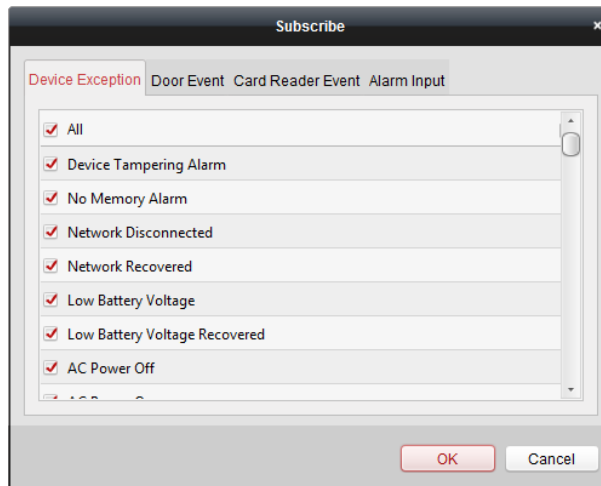 Subscribe
Device Exception Door Event Card Reader Event Alarm Input
All
Device Tampering Alarm
No Memory Alarm
Network Disconnected
Network Recovered
Low Battery Voltage
Low Battery Voltage Recovered
AC Power Off
OK Cancel